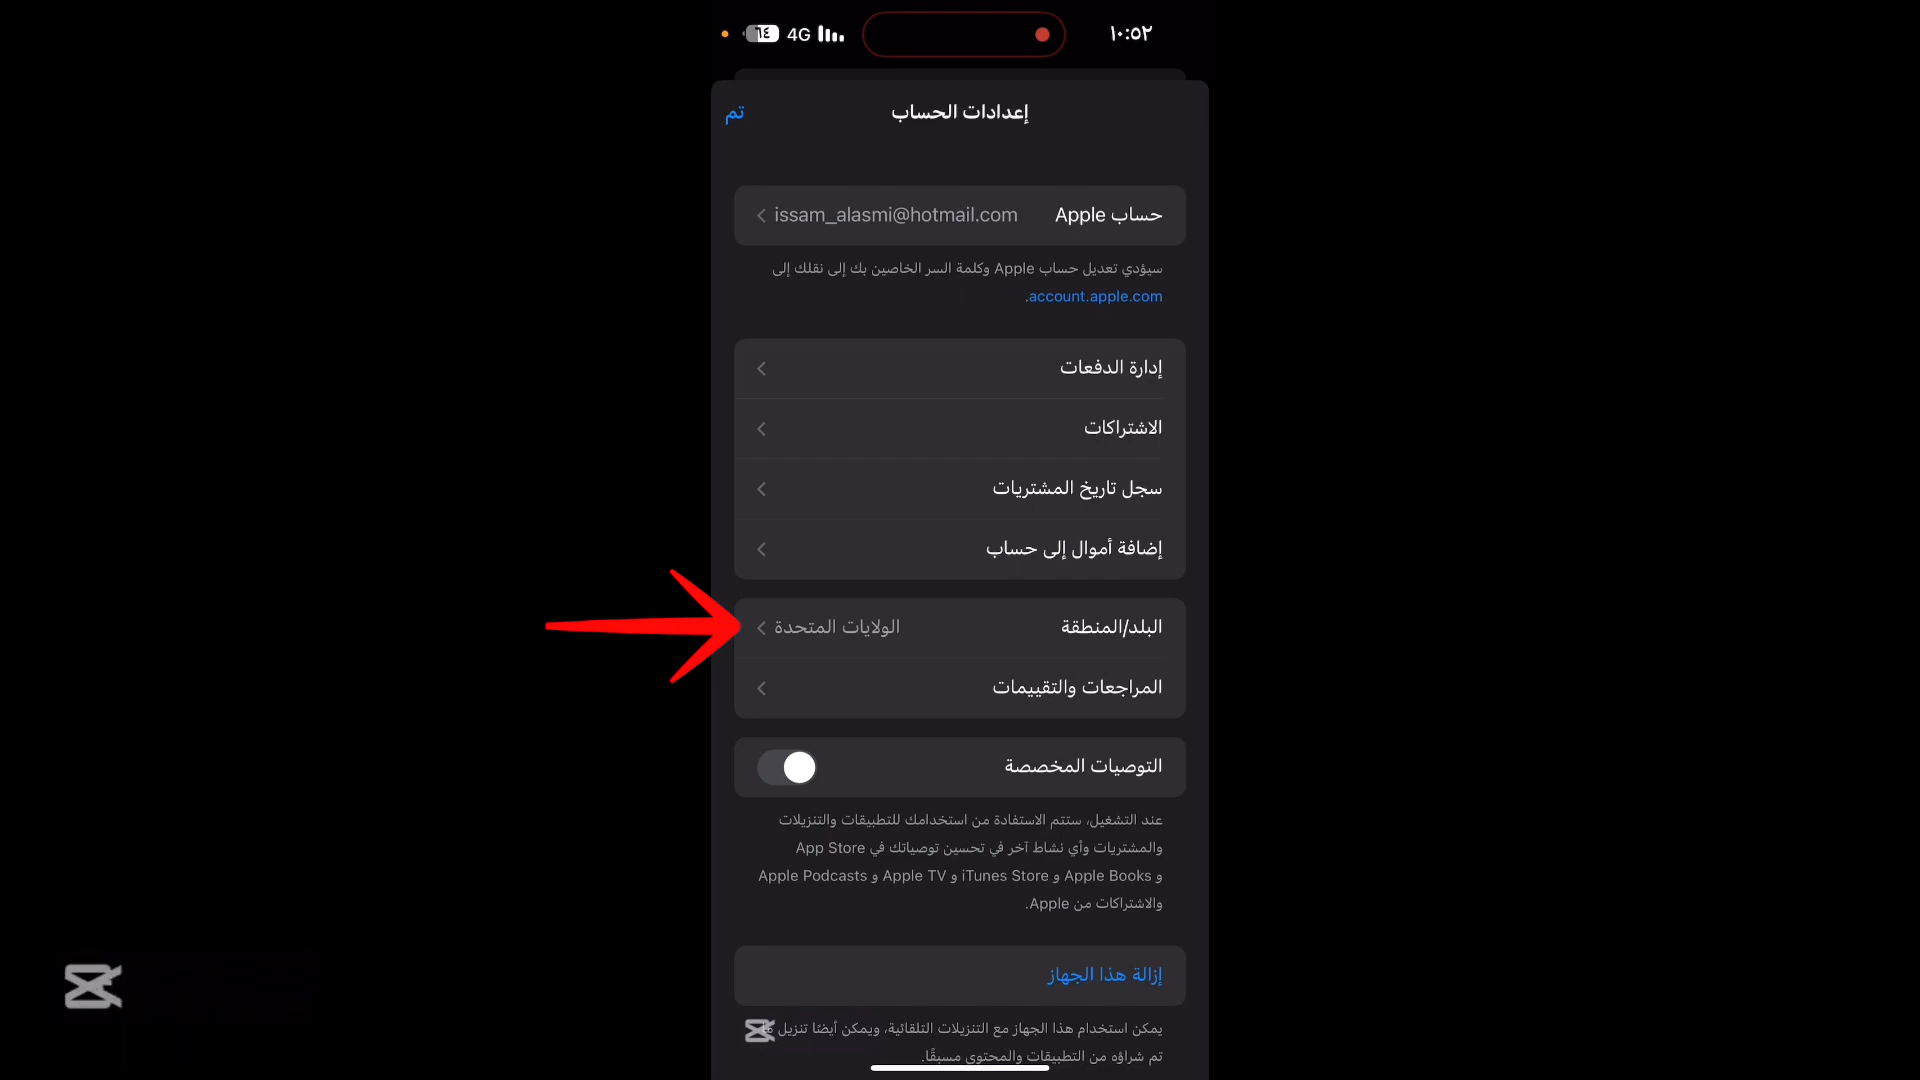 ١٠:٥٢
4G ٦٤
إعدادات الحساب
تم
حساب Apple issam_alasmi@hotmail.com
سيؤدي تعديل حساب Apple وكلمة السر الخاصين بك إلى نقلك إلى
account.apple.com.
إدارة الدفعات
الاشتراكات
سجل تاريخ المشتريات
إضافة أموال إلى حساب
البلد/المنطقة الولايات المتحدة
المراجعات والتقييمات
التوصيات المخصصة
عند التشغيل، ستتم الاستفادة من استخدامك للتطبيقات والتنزيلات
والمشتريات وأي نشاط آخر في تحسين توصياتك في App Store
و Apple Books و iTunes Store و Apple TV و Apple Podcasts
والاشتراكات من Apple.
إزالة هذا الجهاز
يمكن استخدام هذا الجهاز مع التنزيلات التلقائية، ويمكن أيضًا تنزيل ما
تم شراؤه من التطبيقات والمحتوى مسبقًا.